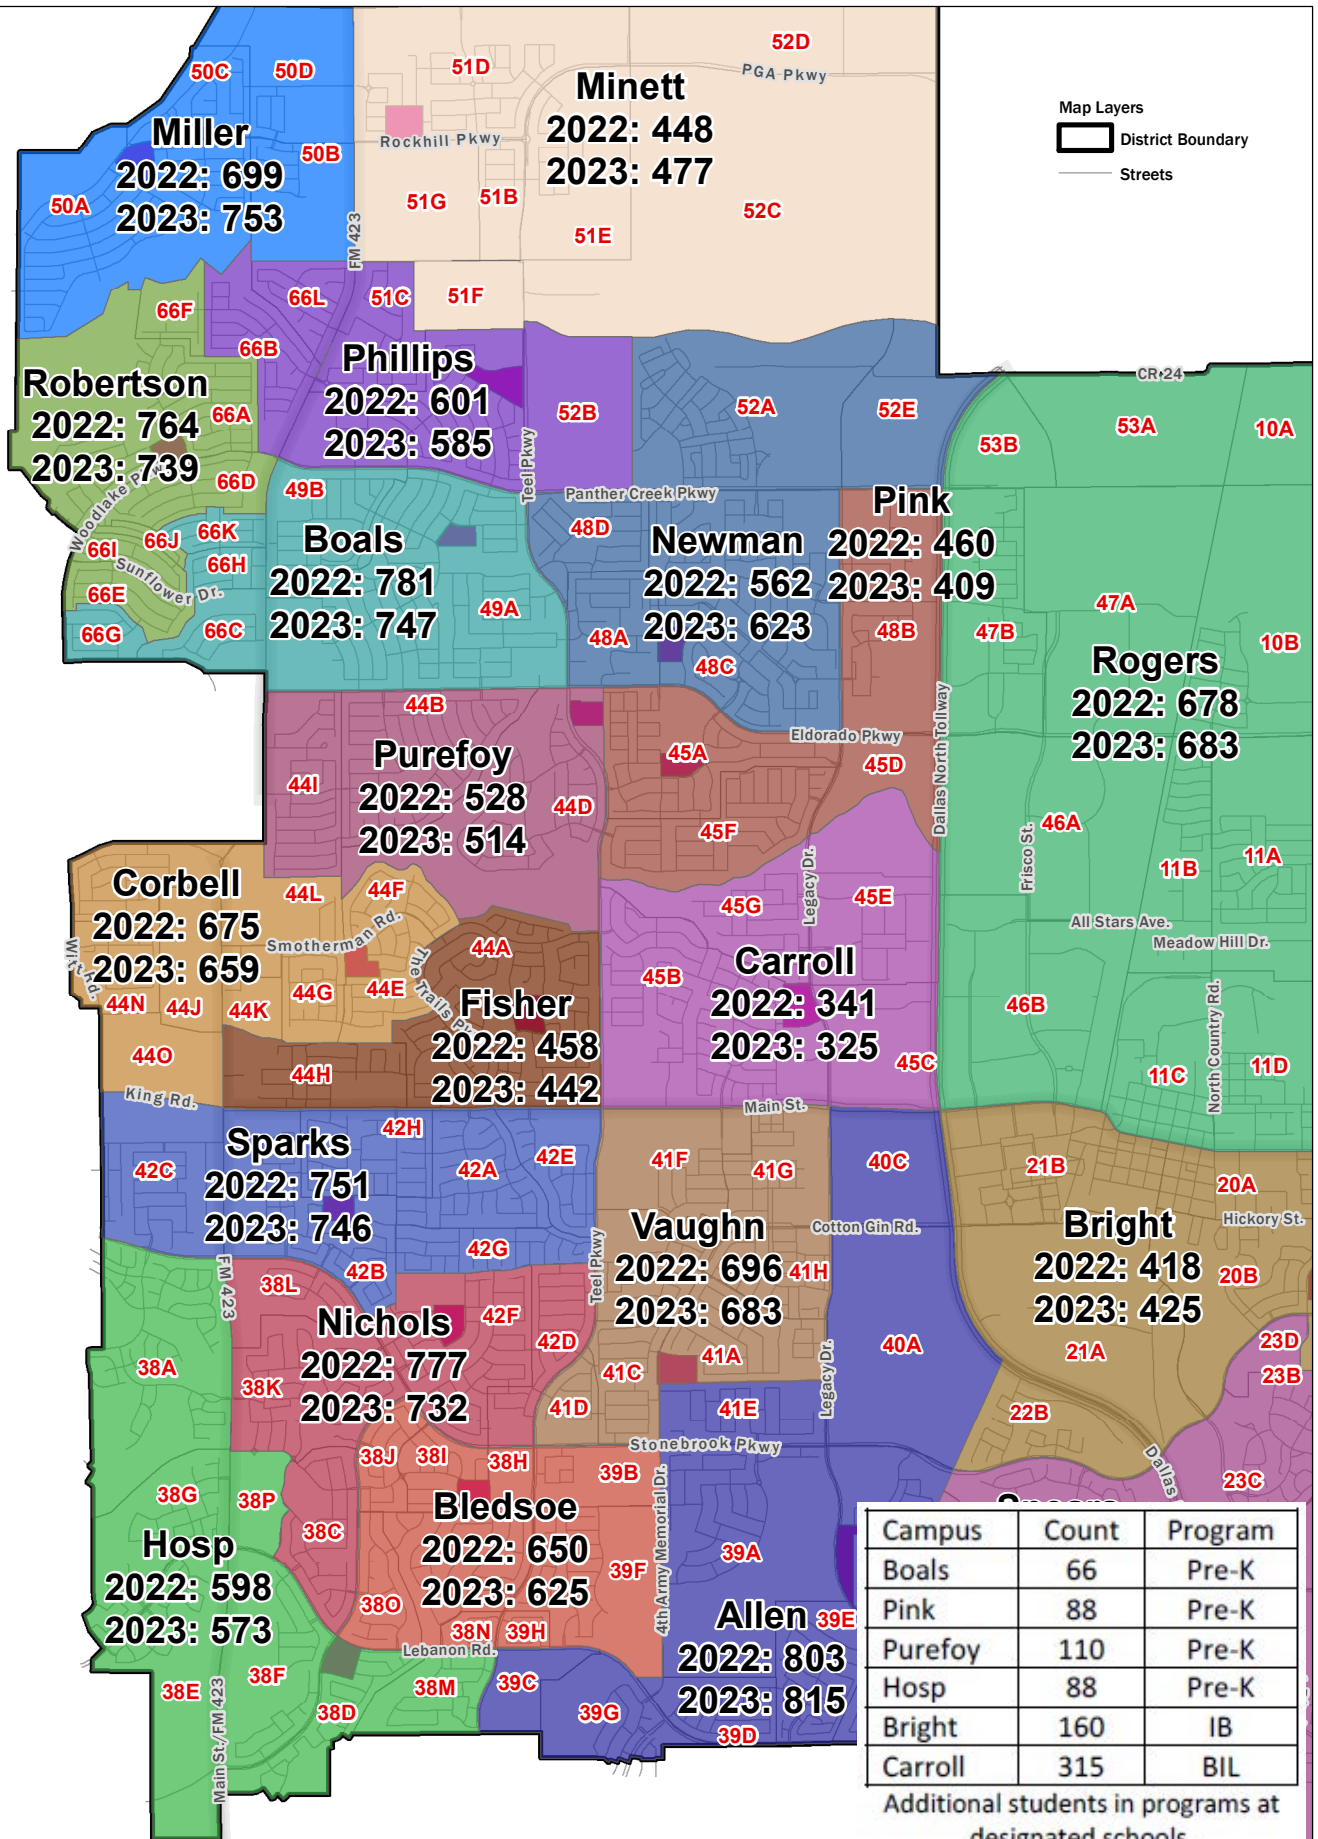 52D
50C
50D
51D
PGA Pkwy
Minett
2022: 448
2023: 477
Map Layers
District Boundary
Streets
Miller
2022: 699
2023: 753
Rockhill Pkwy
50B
50A
51G
51B
51E
52C
FM 423
66F
66L
51C
51F
66B
Phillips
2022: 601
2023: 585
Robertson
2022: 764
2023: 739
66A
52B
52A
52E
CR 24
53B
53A
10A
Teel Pkwy
66D
49B
Panther Creek Pkwy
Woodlake
66K
66J
66I
66H
Sunflower Dr.
66E
66G
66C
Boals
2022: 781
2023: 747
49A
48D
Newman
2022: 562
2023: 623
48A
48C
Pink
2022: 460
2023: 409
48B
47B
47A
10B
Rogers
2022: 678
2023: 683
44B
Purefoy
2022: 528
2023: 514
44I
44D
45A
Eldorado Pkwy
45D
45F
Dallas North Tollway
46A
Frisco St.
11B
11A
Corbell
2022: 675
2023: 659
44L
44F
Smotherman Rd.
Witt Rd.
44N
44J
44K
44G
44E
44O
King Rd.
44A
The Trails
Fisher
2022: 458
2023: 442
44H
45G
45E
Legacy Dr.
45B
Carroll
2022: 341
2023: 325
45C
All Stars Ave.
Meadow Hill Dr.
46B
North Country Rd.
11C
11D
Main St.
42H
Sparks
2022: 751
2023: 746
42C
42A
42E
42G
42B
41F
41G
40C
Cotton Gin Rd.
Vaughn
2022: 696
2023: 683
41H
Teel Pkwy
21B
20A
Hickory St.
Bright
2022: 418
2023: 425
20B
21A
23D
23B
FM 423
38L
Nichols
2022: 777
2023: 732
42F
42D
38A
38K
41C
41A
41D
41E
Legacy Dr.
40A
22B
Stonebrook Pkwy
Dallas
23C
38J
38I
38H
39B
38G
38P
38C
Bledsoe
2022: 650
2023: 625
39F
4th Army Memorial Dr.
39A
Hosp
2022: 598
2023: 573
38O
38N
39H
Lebanon Rd.
Allen
2022: 803
2023: 815
39E
38E
38F
38D
38M
39C
39G
39D
Main St./FM 423
Campus Count Program
Boals 66 Pre-K
Pink 88 Pre-K
Purefoy 110 Pre-K
Hosp 88 Pre-K
Bright 160 IB
Carroll 315 BIL
Additional students in programs at
designated schools